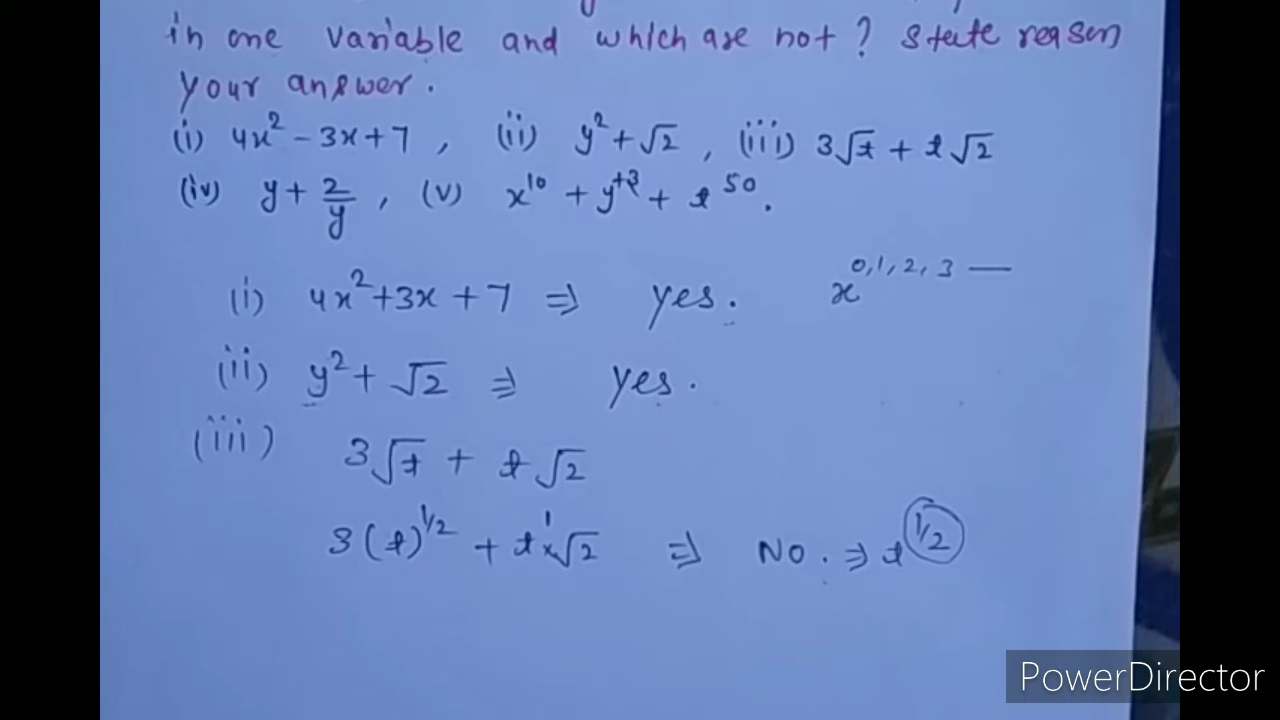 in one variable and which are not? state reason
your answer.
(i) 4x² - 3x + 7 , (ii) y² + √2 , (iii) 3√t + t√2
(iv) y + 2/y , (v) x¹⁰ + y⁺³ + t⁵⁰.
x⁰,¹,²,³ —
(i) 4x² + 3x + 7 ⇒ yes.
(ii) y² + √2 ⇒ yes.
(iii) 3√t + t√2
3(t)^1/2 + t¹×√2 ⇒ No. ⇒ t^1/2
PowerDirector